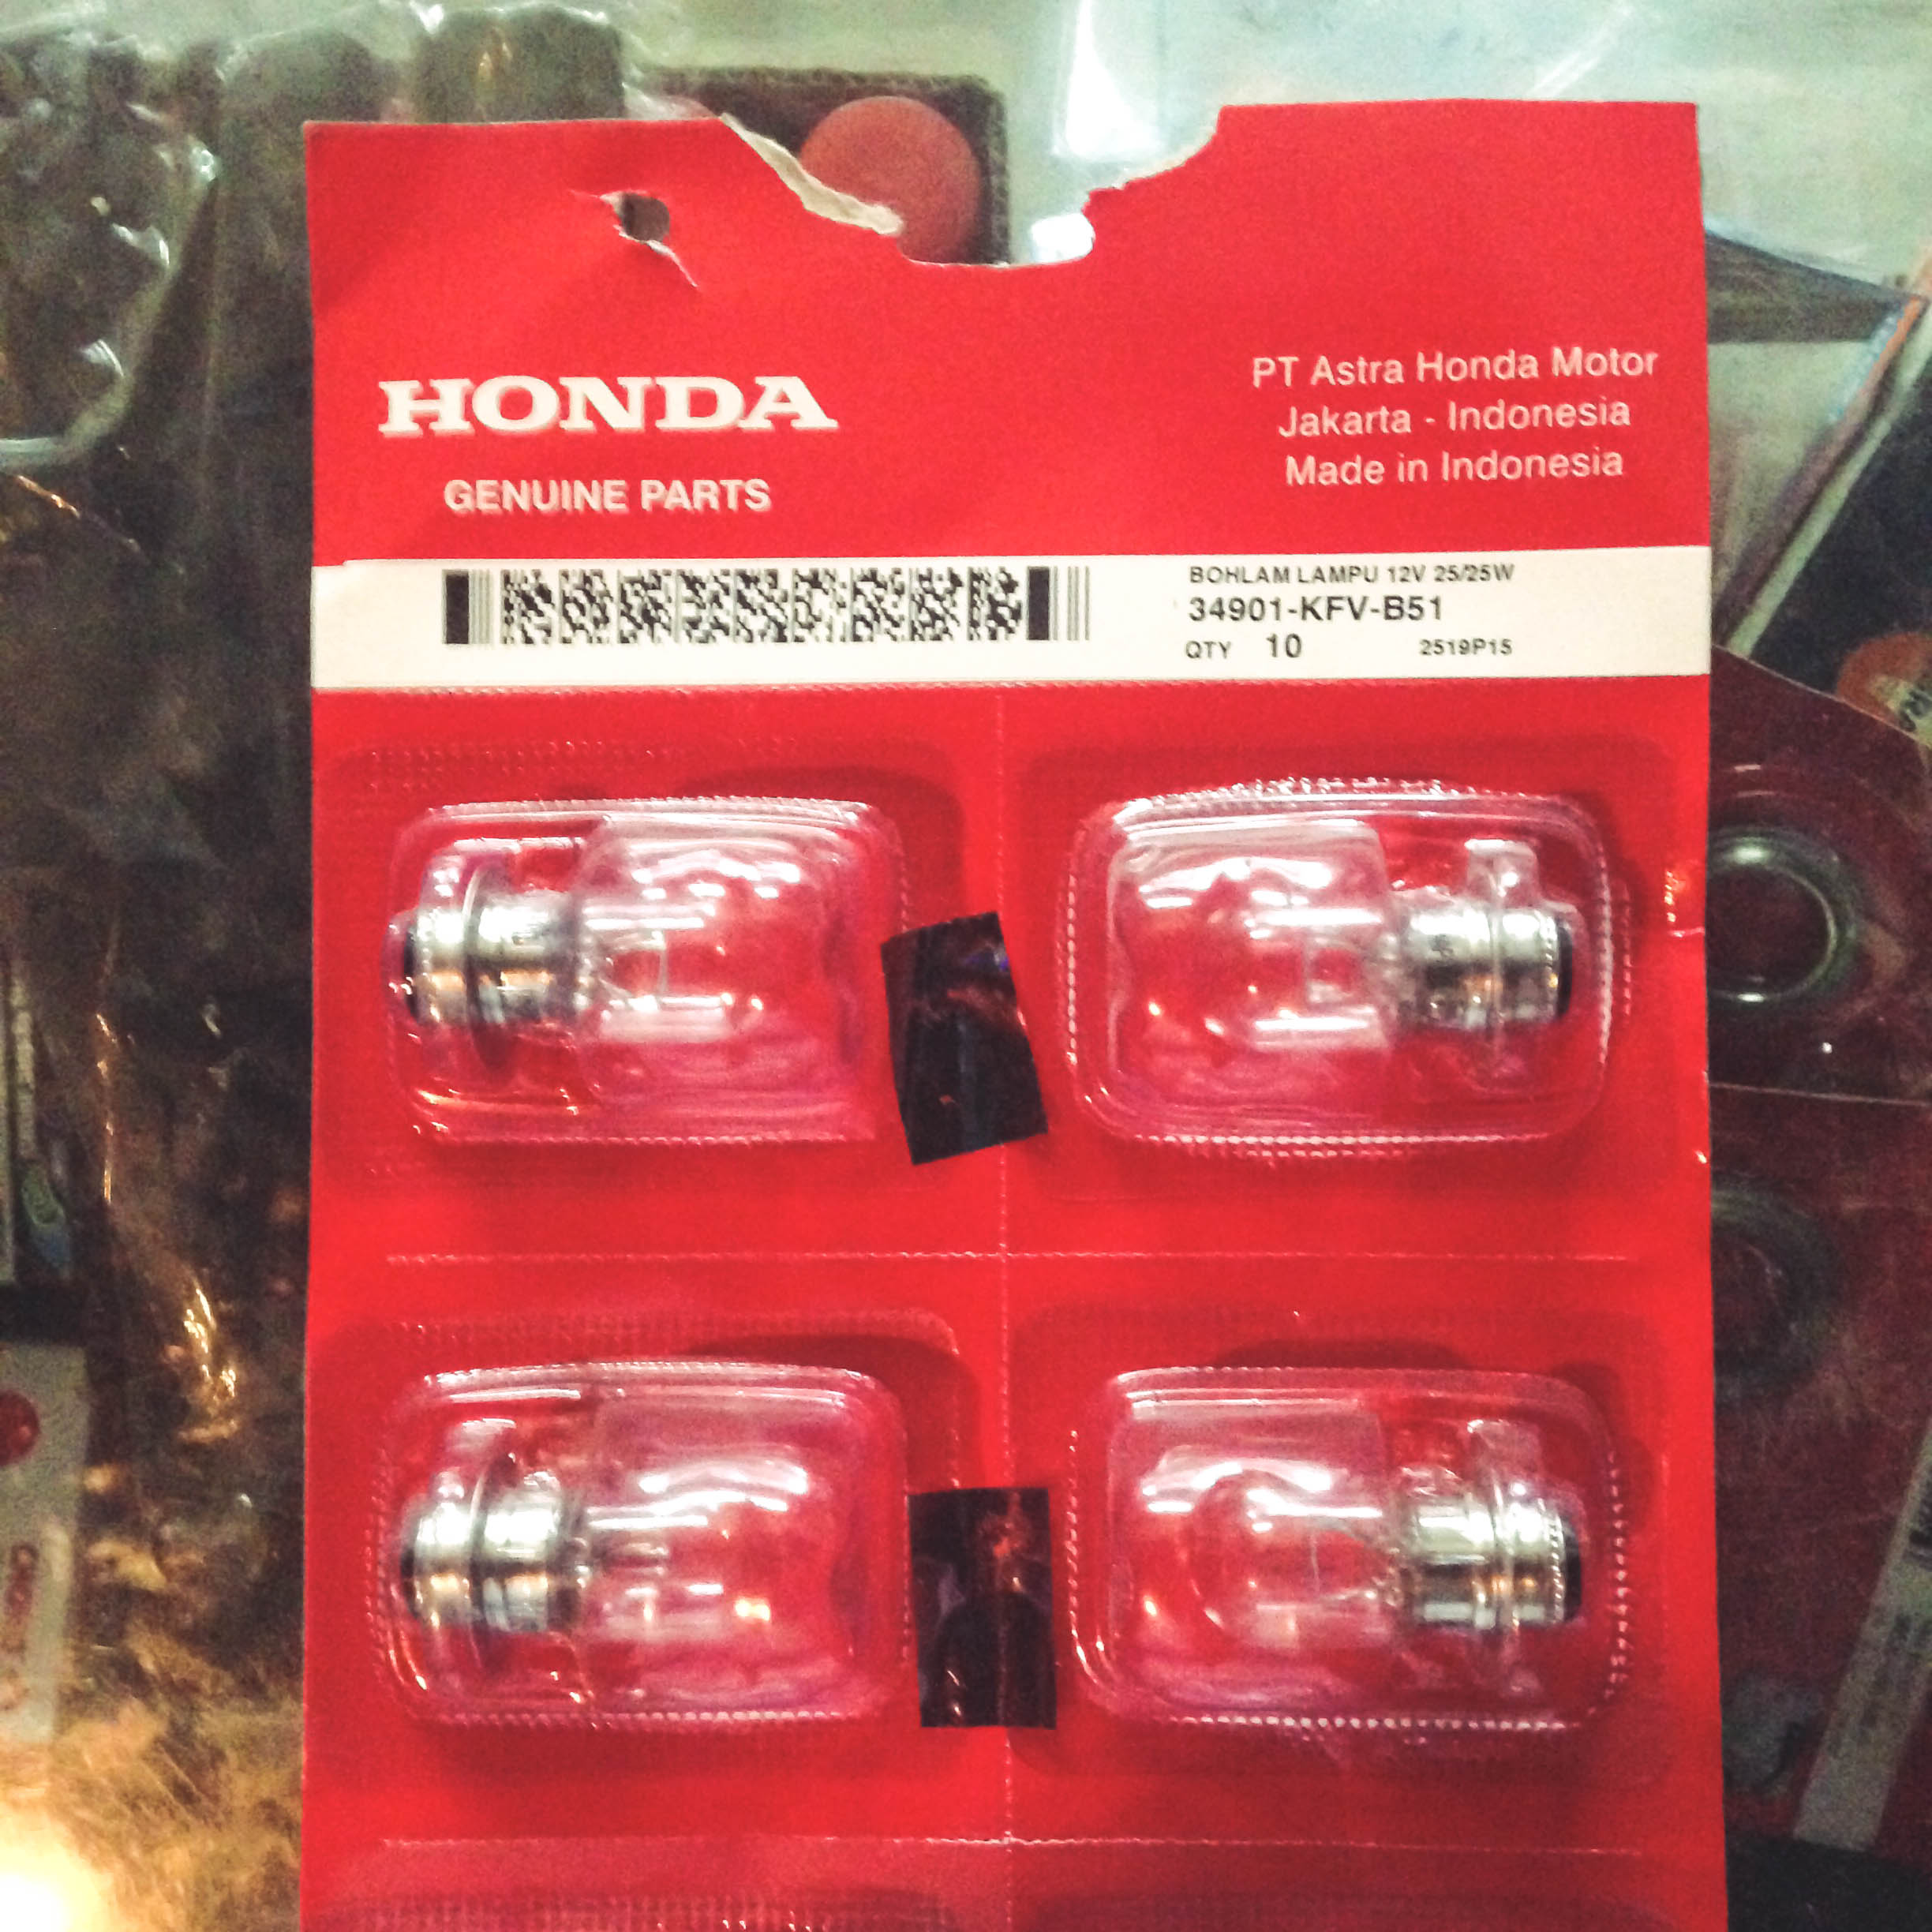 HONDA
GENUINE PARTS
PT Astra Honda Motor
Jakarta - Indonesia
Made in Indonesia
BOHLAM LAMPU 12V 25/25W
34901-KFV-B51
QTY 10 2519P15